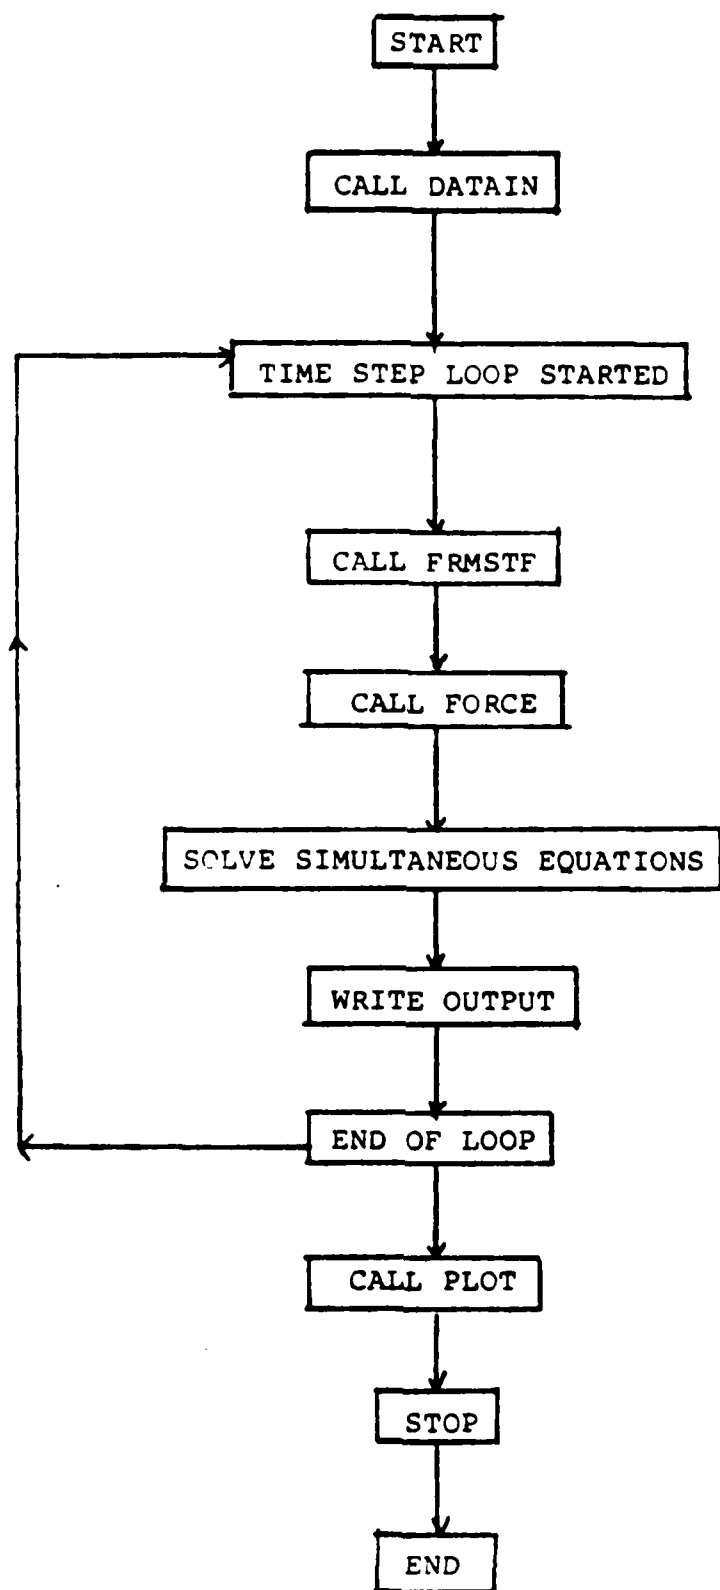 START
CALL DATAIN
TIME STEP LOOP STARTED
CALL FRMSTF
CALL FORCE
SOLVE SIMULTANEOUS EQUATIONS
WRITE OUTPUT
END OF LOOP
CALL PLOT
STOP
END